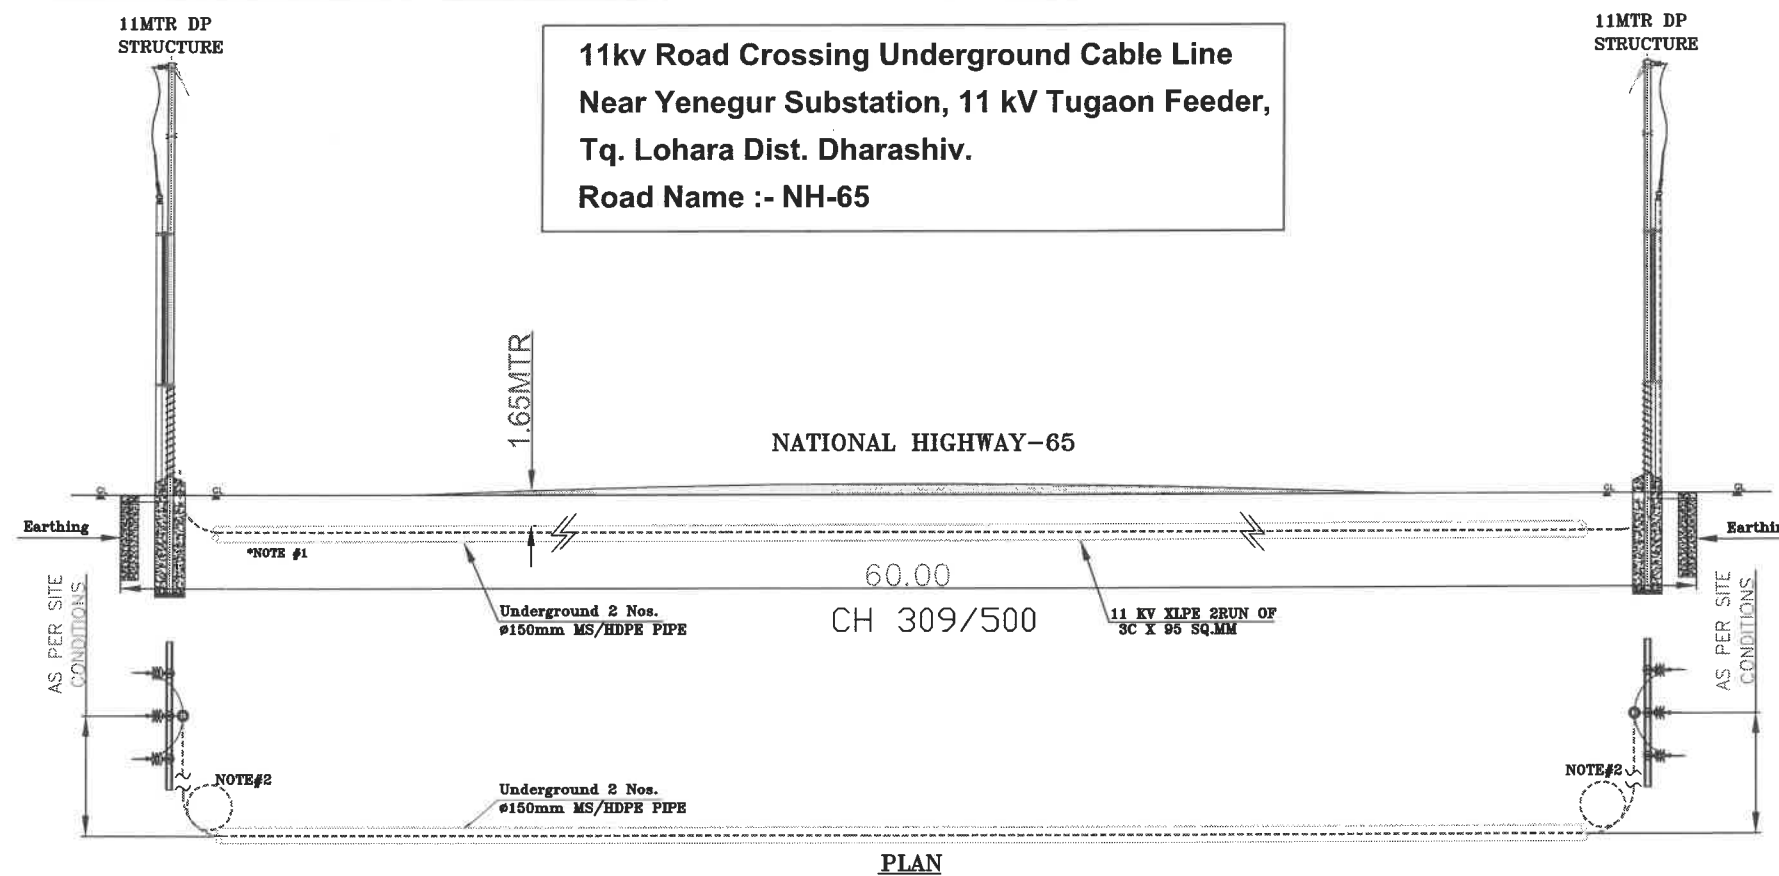 11MTR DP
STRUCTURE
11MTR DP
STRUCTURE
11kv Road Crossing Underground Cable Line
Near Yenegur Substation, 11 kV Tugaon Feeder,
Tq. Lohara Dist. Dharashiv.
Road Name :- NH-65
1.65MTR
NATIONAL HIGHWAY-65
Earthing
*NOTE #1
Earthin
60.00
CH 309/500
Underground 2 Nos.
ø150mm MS/HDPE PIPE
11 KV XLPE 2RUN OF
3C X 95 SQ.MM
AS PER SITE
CONDITIONS
AS PER SITE
CONDITIONS
NOTE#2
NOTE#2
Underground 2 Nos.
ø150mm MS/HDPE PIPE
PLAN